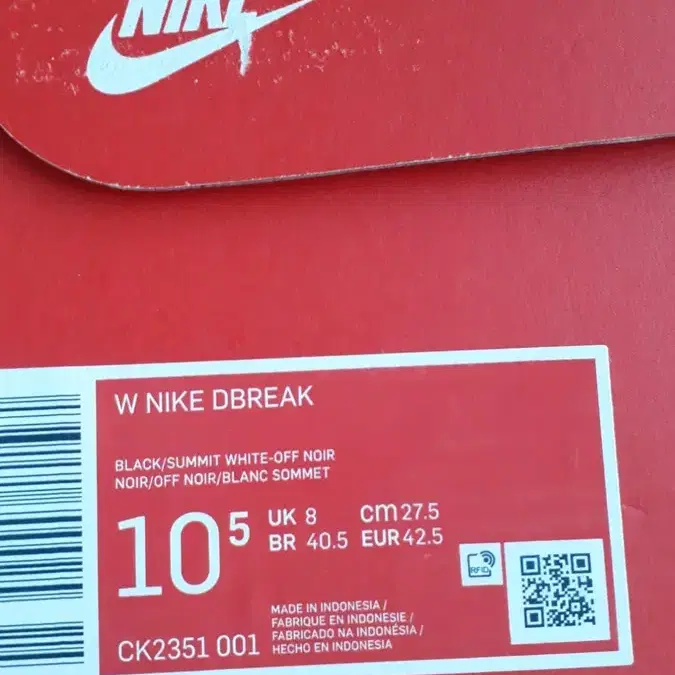 NIKE
W NIKE DBREAK
BLACK/SUMMIT WHITE-OFF NOIR
NOIR/OFF NOIR/BLANC SOMMET
10 5 UK 8 cm 27.5
BR 40.5 EUR 42.5
RFID
MADE IN INDONESIA /
FABRIQUE EN INDONESIE /
FABRICADO NA INDONÉSIA /
HECHO EN INDONESIA
CK2351 001